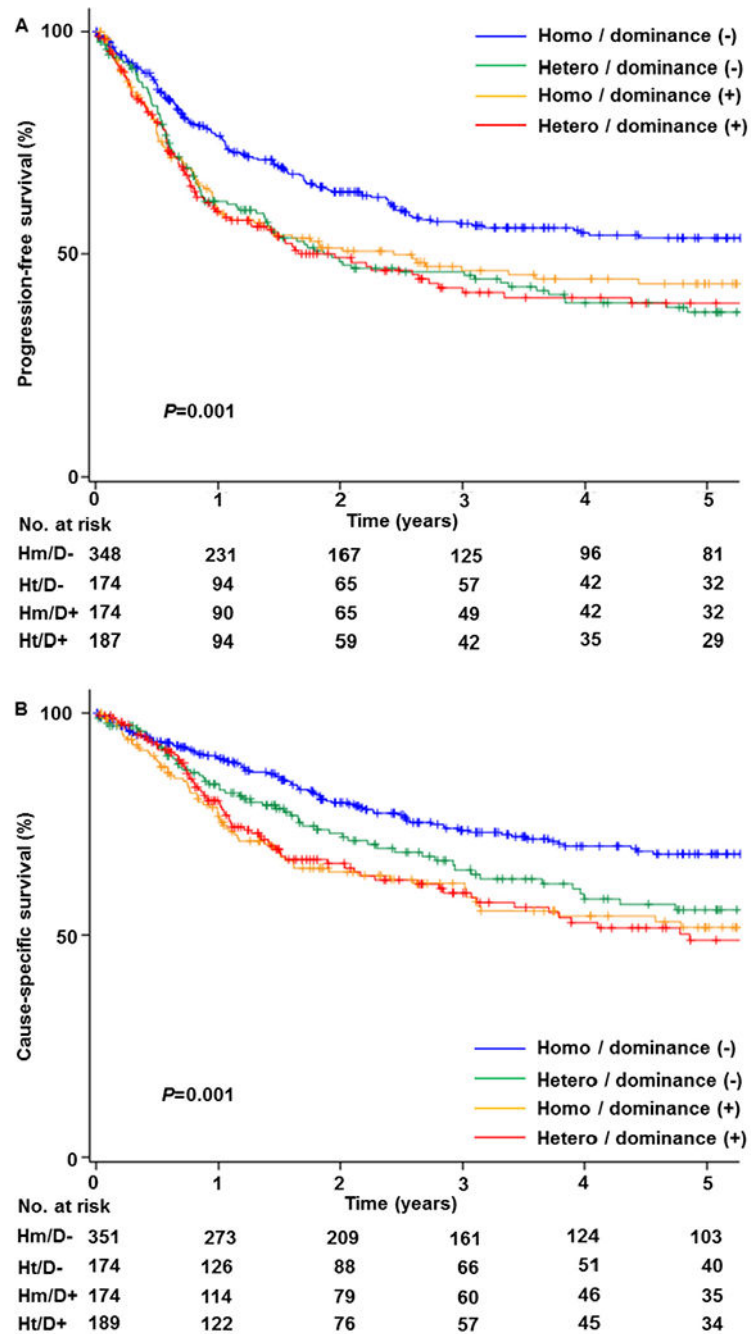 A
100
Homo / dominance (-)
Hetero / dominance (-)
Homo / dominance (+)
Hetero / dominance (+)
Progression-free survival (%)
50
P=0.001
0
0 1 2 3 4 5
Time (years)
No. at risk
Hm/D- 348 231 167 125 96 81
Ht/D- 174 94 65 57 42 32
Hm/D+ 174 90 65 49 42 32
Ht/D+ 187 94 59 42 35 29
B
100
Cause-specific survival (%)
50
Homo / dominance (-)
Hetero / dominance (-)
Homo / dominance (+)
Hetero / dominance (+)
P=0.001
0
0 1 2 3 4 5
Time (years)
No. at risk
Hm/D- 351 273 209 161 124 103
Ht/D- 174 126 88 66 51 40
Hm/D+ 174 114 79 60 46 35
Ht/D+ 189 122 76 57 45 34